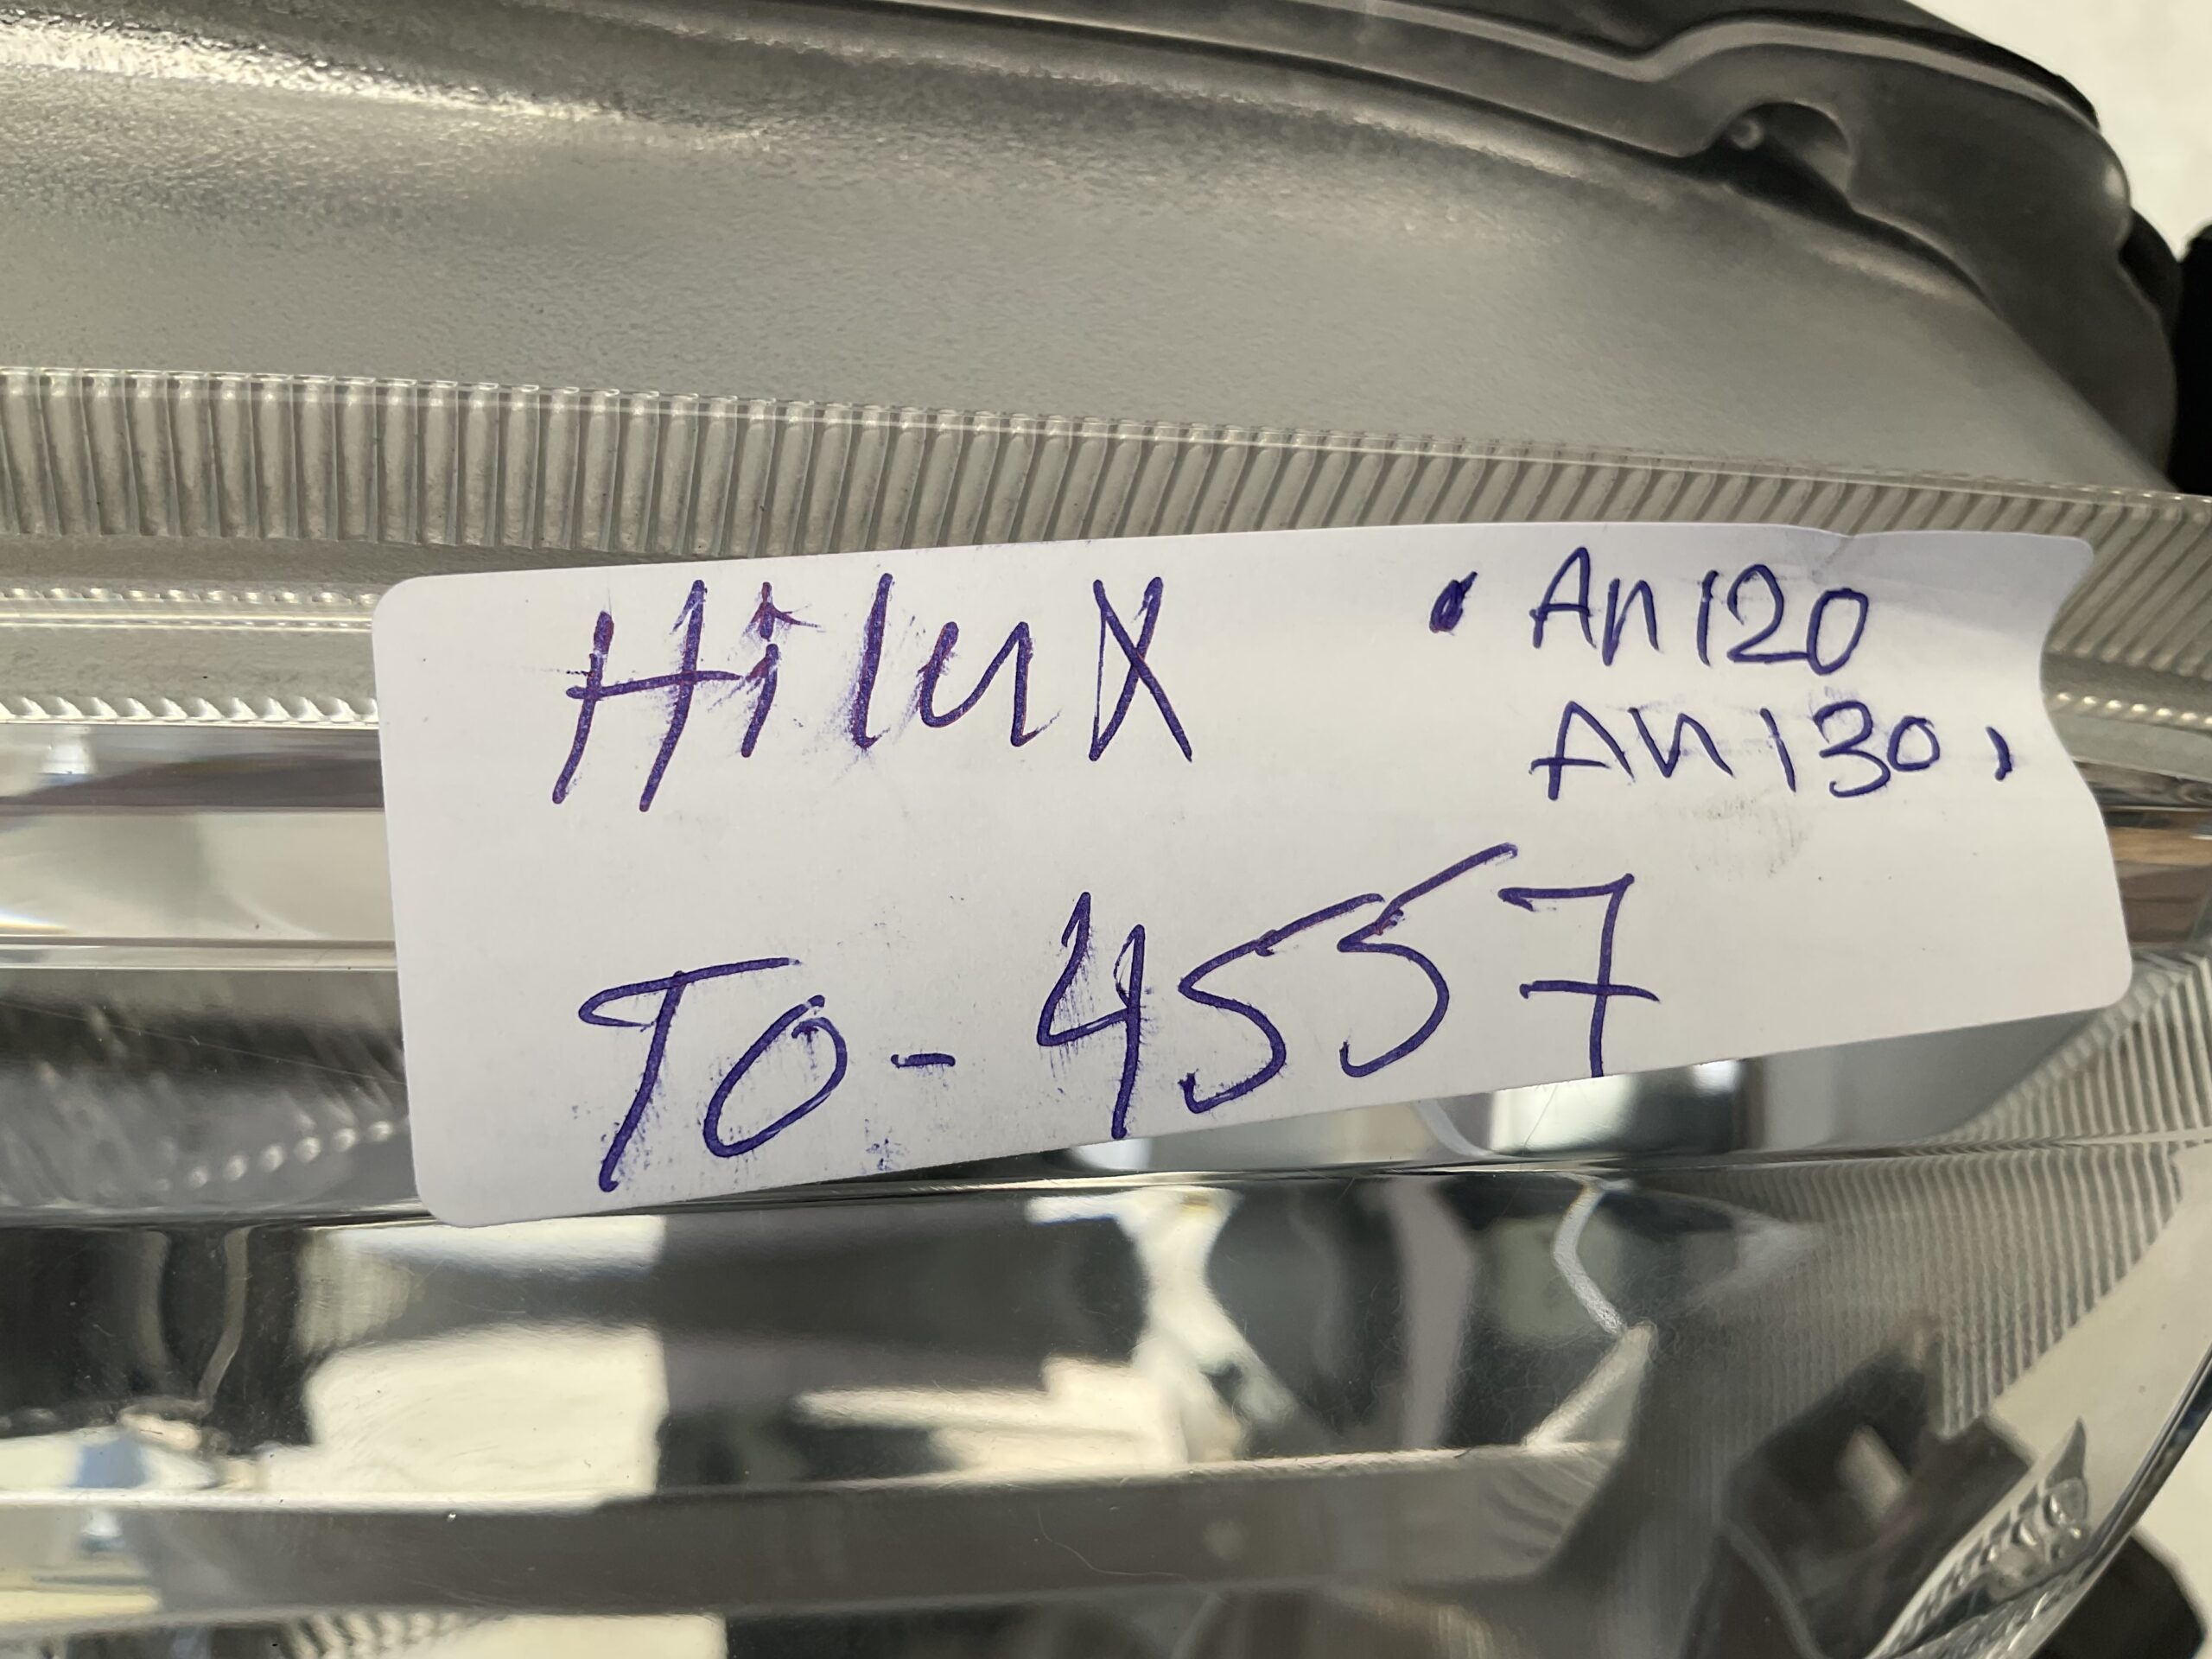 Hilux
• An120
An130,
To-4557